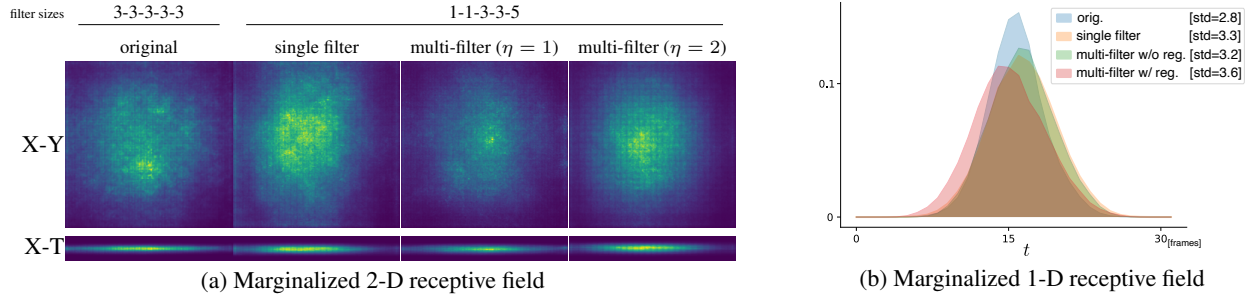 filter sizes 3-3-3-3-3 1-1-3-3-5
original single filter multi-filter (η = 1) multi-filter (η = 2)
X-Y
X-T
(a) Marginalized 2-D receptive field
orig. [std=2.8]
single filter [std=3.3]
multi-filter w/o reg. [std=3.2]
multi-filter w/ reg. [std=3.6]
0.1
0
0 15 30 [frames]
t
(b) Marginalized 1-D receptive field